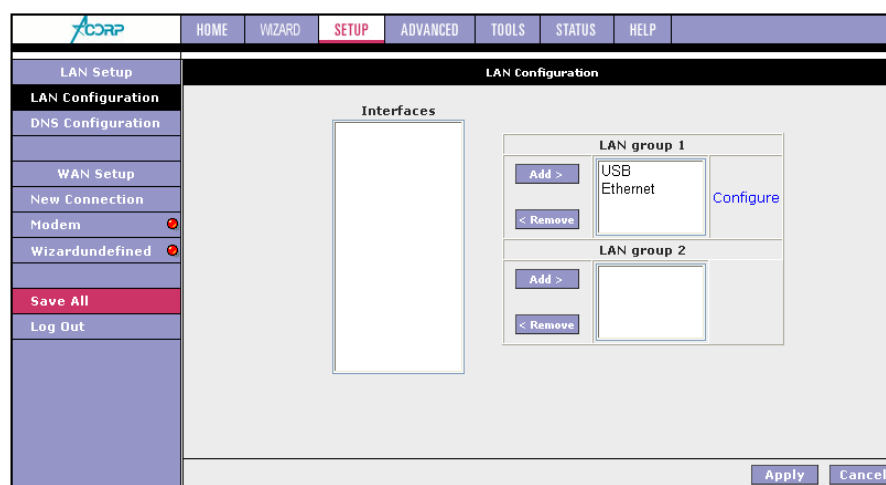 ACORP HOME WIZARD SETUP ADVANCED TOOLS STATUS HELP
LAN Setup
LAN Configuration
DNS Configuration
WAN Setup
New Connection
Modem
Wizardundefined
Save All
Log Out
LAN Configuration
Interfaces
LAN group 1
Add >
< Remove
USB
Ethernet
Configure
LAN group 2
Add >
< Remove
Apply Cancel